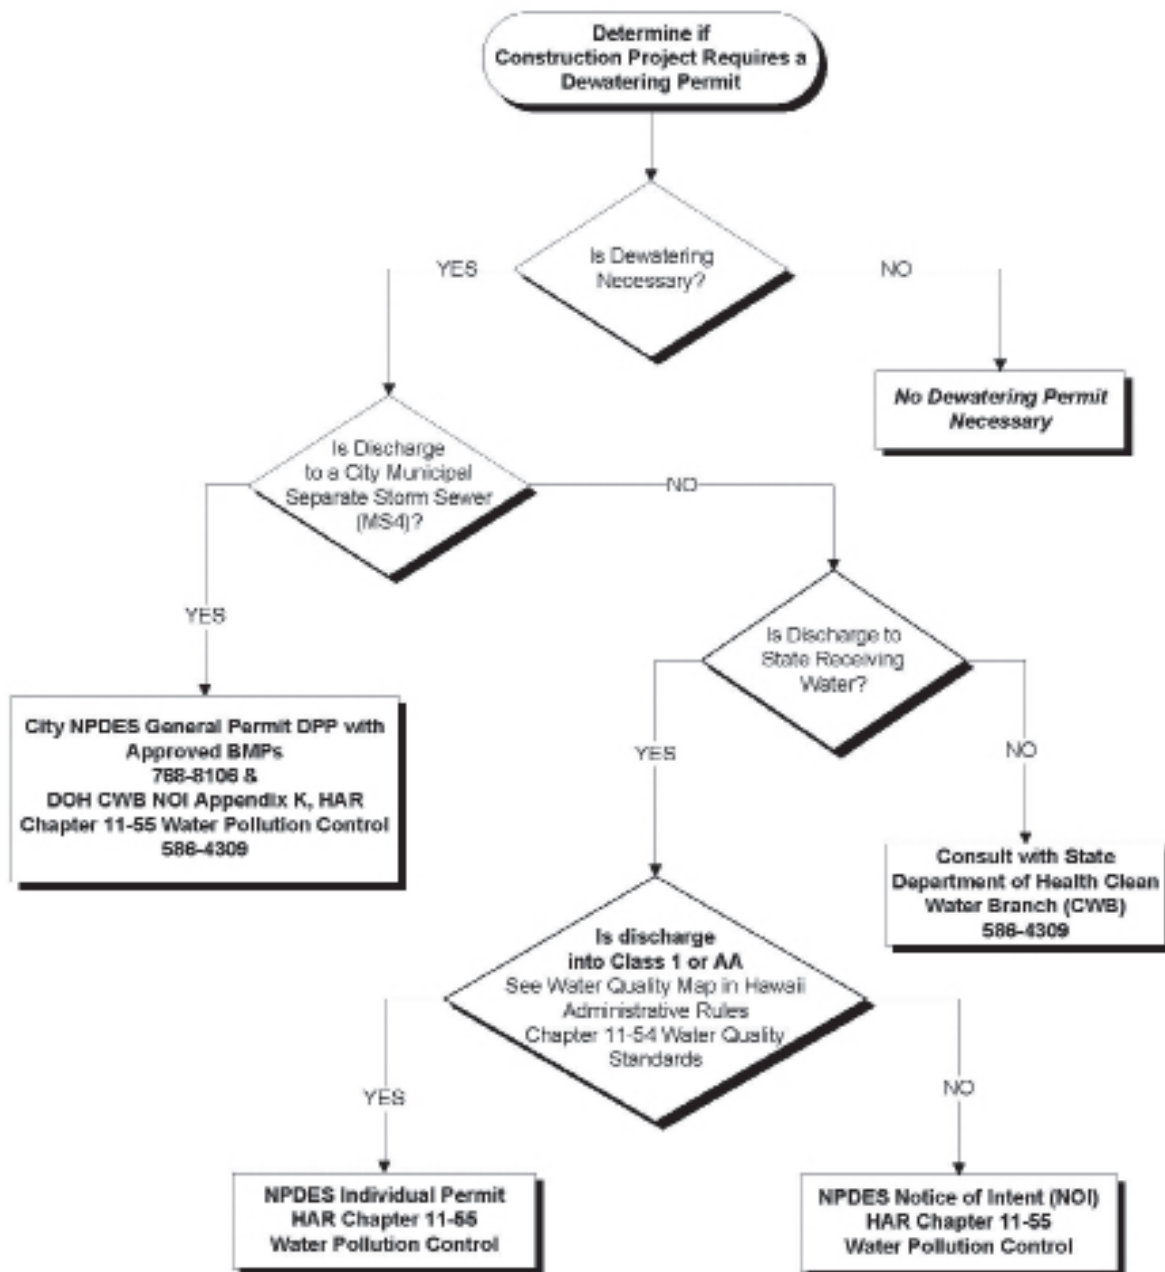 Determine if
Construction Project Requires a
Dewatering Permit
Is Dewatering
Necessary?
YES
NO
No Dewatering Permit
Necessary
Is Discharge
to a City Municipal
Separate Storm Sewer
(MS4)?
NO
YES
Is Discharge to
State Receiving
Water?
City NPDES General Permit DPP with
Approved BMPs
768-8106 &
DOH CWB NOI Appendix K, HAR
Chapter 11-55 Water Pollution Control
586-4309
YES
NO
Consult with State
Department of Health Clean
Water Branch (CWB)
586-4309
Is discharge
into Class 1 or AA
See Water Quality Map in Hawaii
Administrative Rules
Chapter 11-54 Water Quality
Standards
YES
NO
NPDES Individual Permit
HAR Chapter 11-55
Water Pollution Control
NPDES Notice of Intent (NOI)
HAR Chapter 11-55
Water Pollution Control